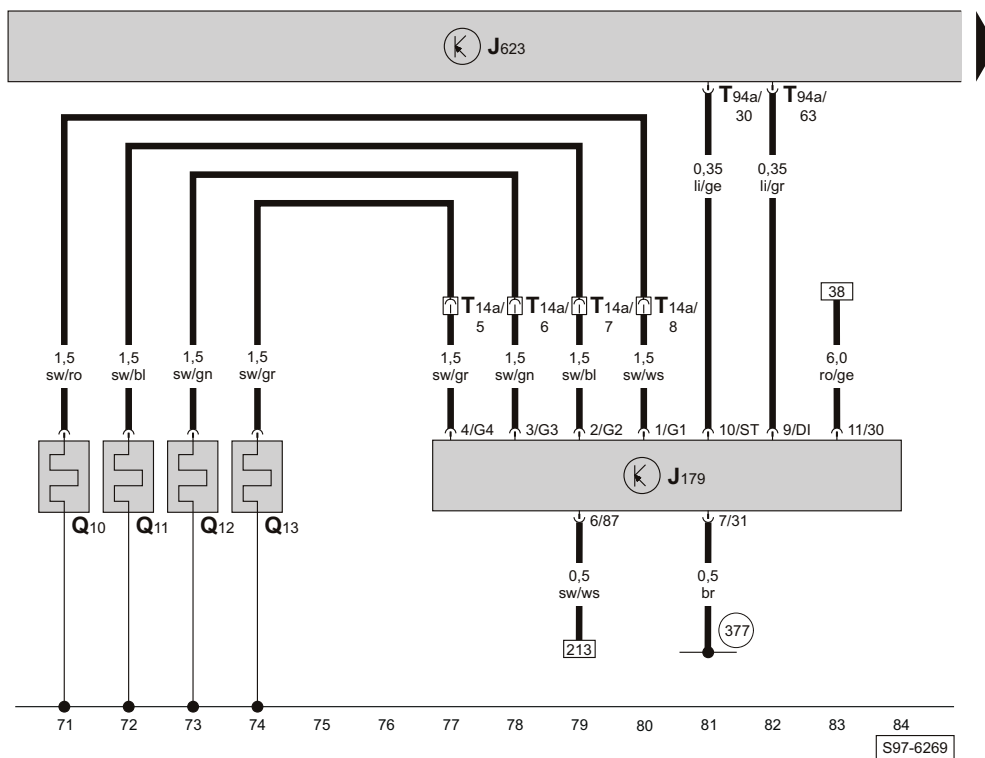 J623
T94a/ T94a/
30 63
0,35 0,35
li/ge li/gr
38
T14a/ T14a/ T14a/ T14a/
5 6 7 8
1,5 1,5 1,5 1,5 1,5 1,5 1,5 1,5 6,0
sw/ro sw/bl sw/gn sw/gr sw/gr sw/gn sw/bl sw/ws ro/ge
4/G4 3/G3 2/G2 1/G1 10/ST 9/DI 11/30
J179
Q10 Q11 Q12 Q13 6/87 7/31
0,5 0,5
sw/ws br
213 377
71 72 73 74 75 76 77 78 79 80 81 82 83 84
S97-6269